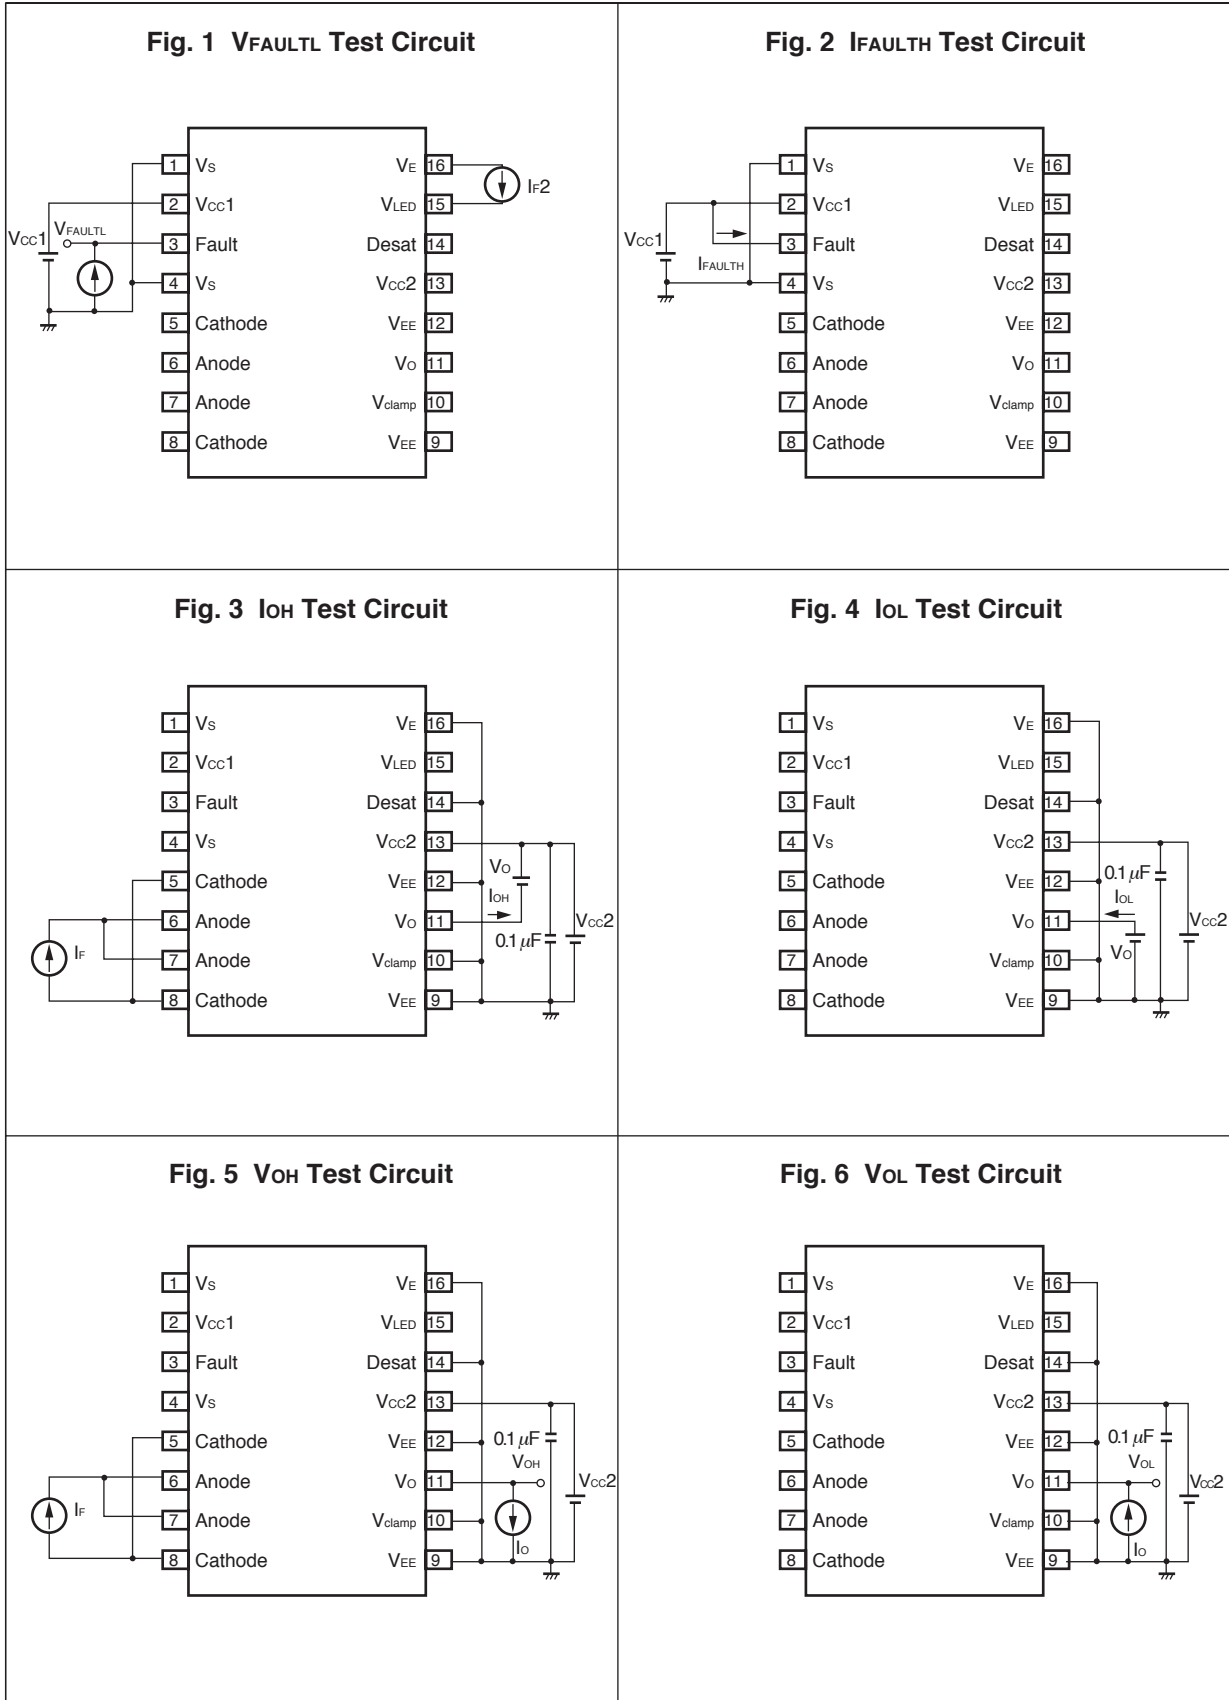 Fig. 1 VFAULTL Test Circuit
1 VS
2 VCC1
3 Fault
4 VS
5 Cathode
6 Anode
7 Anode
8 Cathode
VE 16
VLED 15
Desat 14
VCC2 13
VEE 12
VO 11
Vclamp 10
VEE 9
VCC1
VFAULTL
IF2
Fig. 2 IFAULTH Test Circuit
1 VS
2 VCC1
3 Fault
4 VS
5 Cathode
6 Anode
7 Anode
8 Cathode
VE 16
VLED 15
Desat 14
VCC2 13
VEE 12
VO 11
Vclamp 10
VEE 9
VCC1
IFAULTH
Fig. 3 IOH Test Circuit
1 VS
2 VCC1
3 Fault
4 VS
5 Cathode
6 Anode
7 Anode
8 Cathode
VE 16
VLED 15
Desat 14
VCC2 13
VEE 12
VO 11
Vclamp 10
VEE 9
IF
VO
IOH
0.1 μF
VCC2
Fig. 4 IOL Test Circuit
1 VS
2 VCC1
3 Fault
4 VS
5 Cathode
6 Anode
7 Anode
8 Cathode
VE 16
VLED 15
Desat 14
VCC2 13
VEE 12
VO 11
Vclamp 10
VEE 9
0.1 μF
IOL
VO
VCC2
Fig. 5 VOH Test Circuit
1 VS
2 VCC1
3 Fault
4 VS
5 Cathode
6 Anode
7 Anode
8 Cathode
VE 16
VLED 15
Desat 14
VCC2 13
VEE 12
VO 11
Vclamp 10
VEE 9
IF
0.1 μF
VOH
VCC2
IO
Fig. 6 VOL Test Circuit
1 VS
2 VCC1
3 Fault
4 VS
5 Cathode
6 Anode
7 Anode
8 Cathode
VE 16
VLED 15
Desat 14
VCC2 13
VEE 12
VO 11
Vclamp 10
VEE 9
0.1 μF
VOL
VCC2
IO